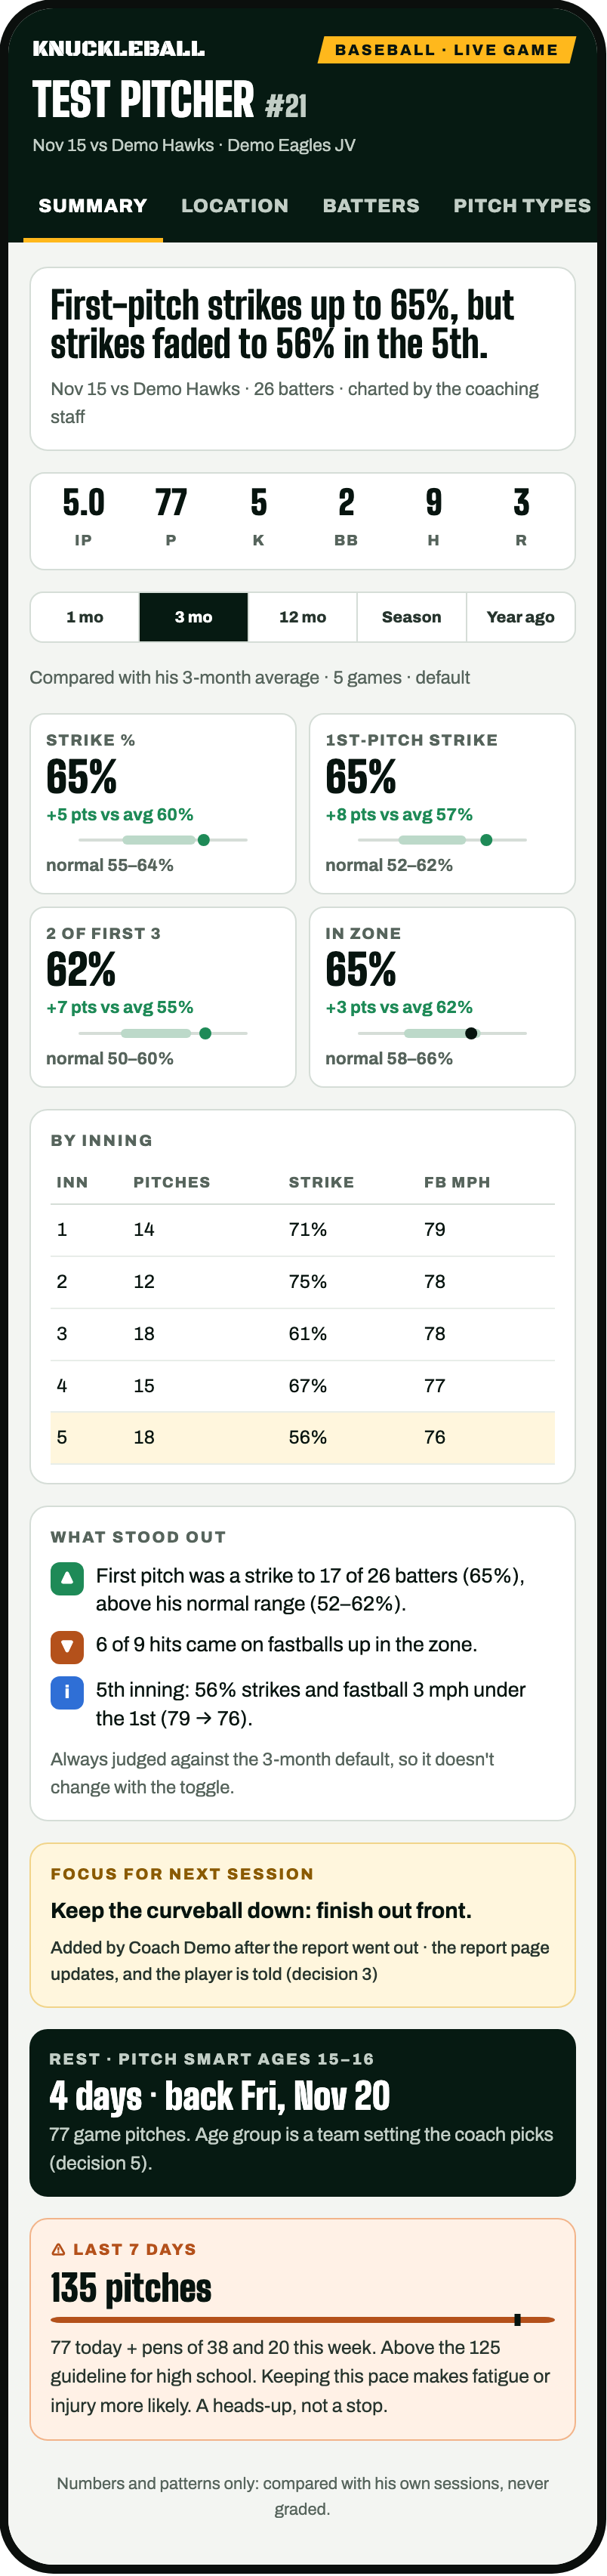 KNUCKLEBALL
BASEBALL · LIVE GAME
TEST PITCHER #21
Nov 15 vs Demo Hawks · Demo Eagles JV
SUMMARY LOCATION BATTERS PITCH TYPES
First-pitch strikes up to 65%, but
strikes faded to 56% in the 5th.
Nov 15 vs Demo Hawks · 26 batters · charted by the coaching
staff
5.0 77 5 2 9 3
IP P K BB H R
1 mo 3 mo 12 mo Season Year ago
Compared with his 3-month average · 5 games · default
STRIKE %
65%
+5 pts vs avg 60%
normal 55–64%
1ST-PITCH STRIKE
65%
+8 pts vs avg 57%
normal 52–62%
2 OF FIRST 3
62%
+7 pts vs avg 55%
normal 50–60%
IN ZONE
65%
+3 pts vs avg 62%
normal 58–66%
BY INNING
INN PITCHES STRIKE FB MPH
1 14 71% 79
2 12 75% 78
3 18 61% 78
4 15 67% 77
5 18 56% 76
WHAT STOOD OUT
First pitch was a strike to 17 of 26 batters (65%),
above his normal range (52–62%).
6 of 9 hits came on fastballs up in the zone.
i 5th inning: 56% strikes and fastball 3 mph under
the 1st (79 → 76).
Always judged against the 3-month default, so it doesn't
change with the toggle.
FOCUS FOR NEXT SESSION
Keep the curveball down: finish out front.
Added by Coach Demo after the report went out · the report page
updates, and the player is told (decision 3)
REST · PITCH SMART AGES 15–16
4 days · back Fri, Nov 20
77 game pitches. Age group is a team setting the coach picks
(decision 5).
⚠ LAST 7 DAYS
135 pitches
77 today + pens of 38 and 20 this week. Above the 125
guideline for high school. Keeping this pace makes fatigue or
injury more likely. A heads-up, not a stop.
Numbers and patterns only: compared with his own sessions, never
graded.